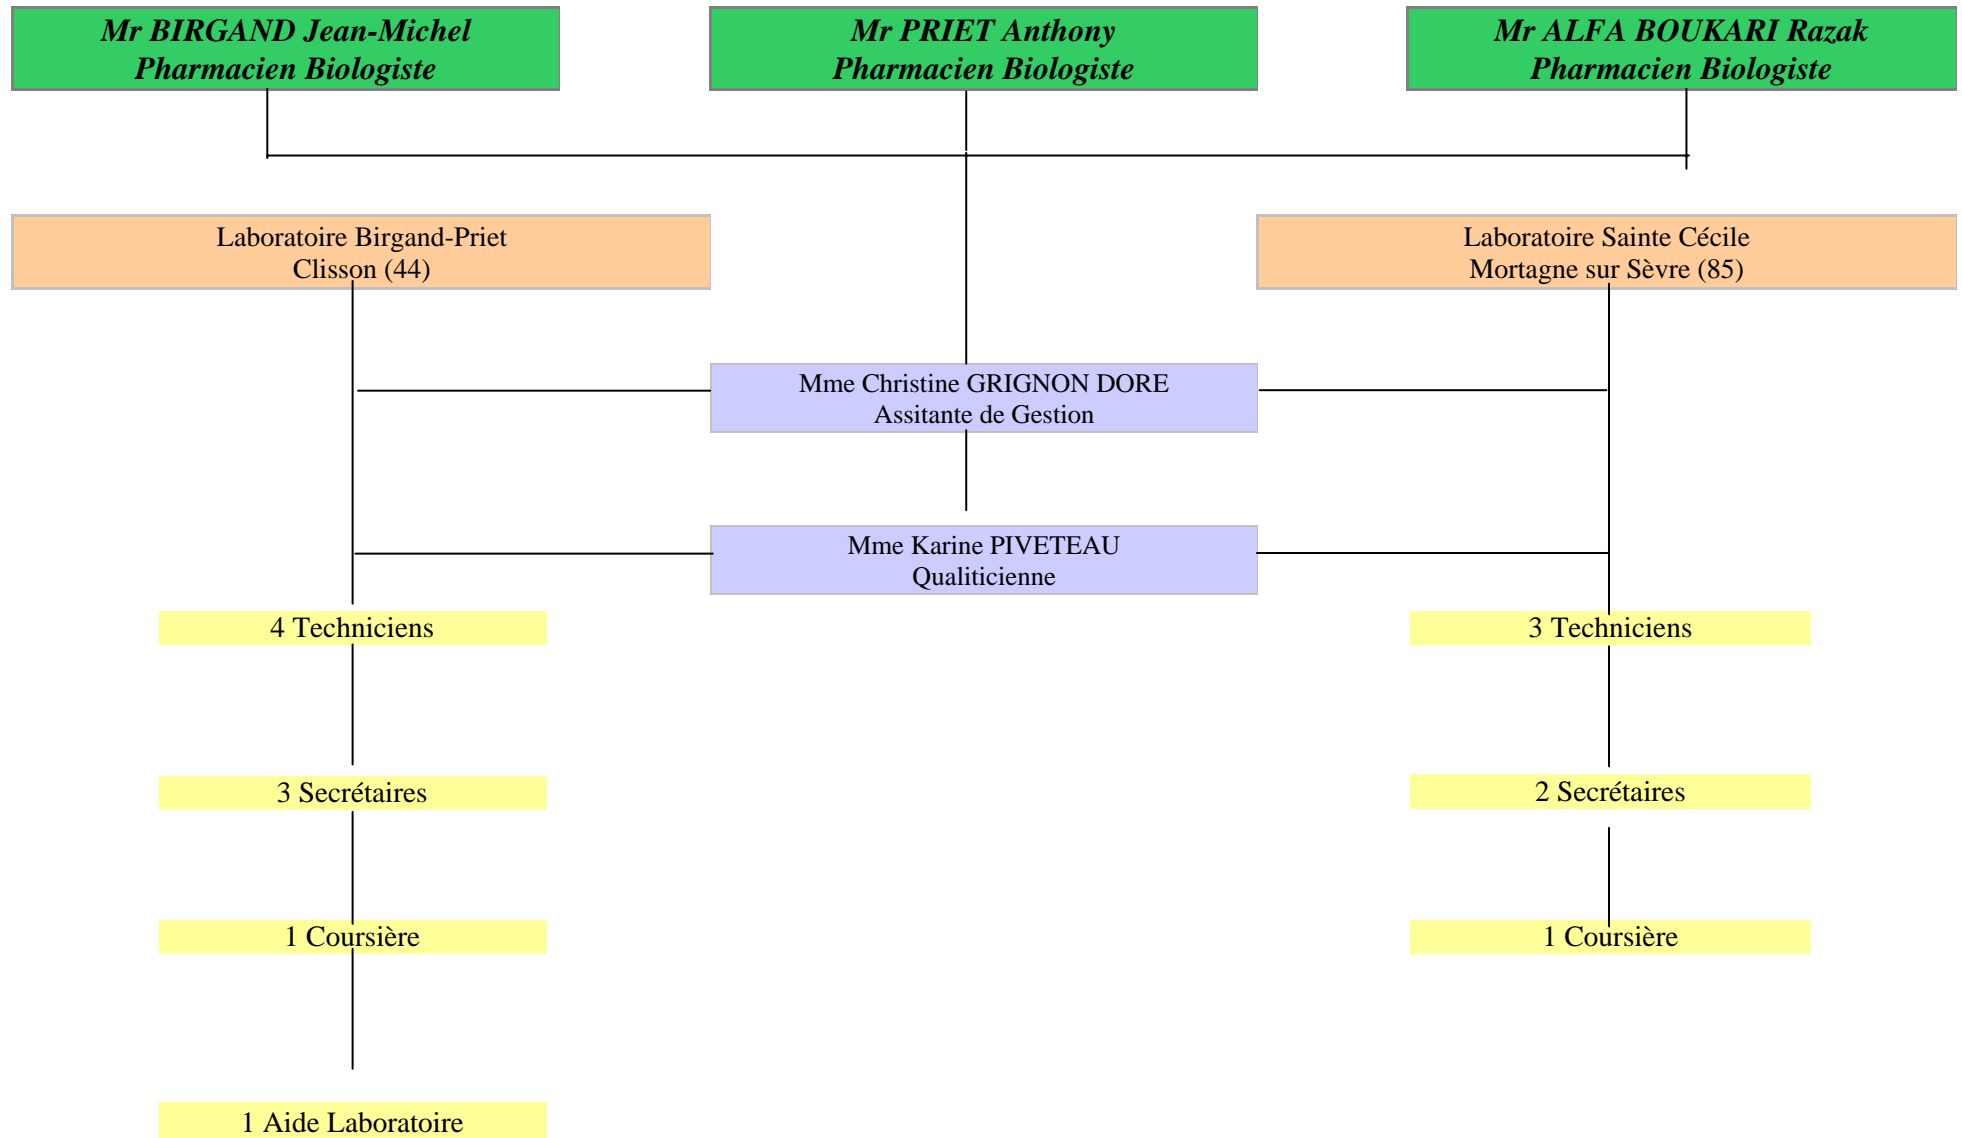 Mr BIRGAND Jean-Michel
Pharmacien Biologiste
Mr PRIET Anthony
Pharmacien Biologiste
Mr ALFA BOUKARI Razak
Pharmacien Biologiste
Laboratoire Birgand-Priet
Clisson (44)
Laboratoire Sainte Cécile
Mortagne sur Sèvre (85)
Mme Christine GRIGNON DORE
Assitante de Gestion
Mme Karine PIVETEAU
Qualiticienne
4 Techniciens
3 Techniciens
3 Secrétaires
2 Secrétaires
1 Coursière
1 Coursière
1 Aide Laboratoire